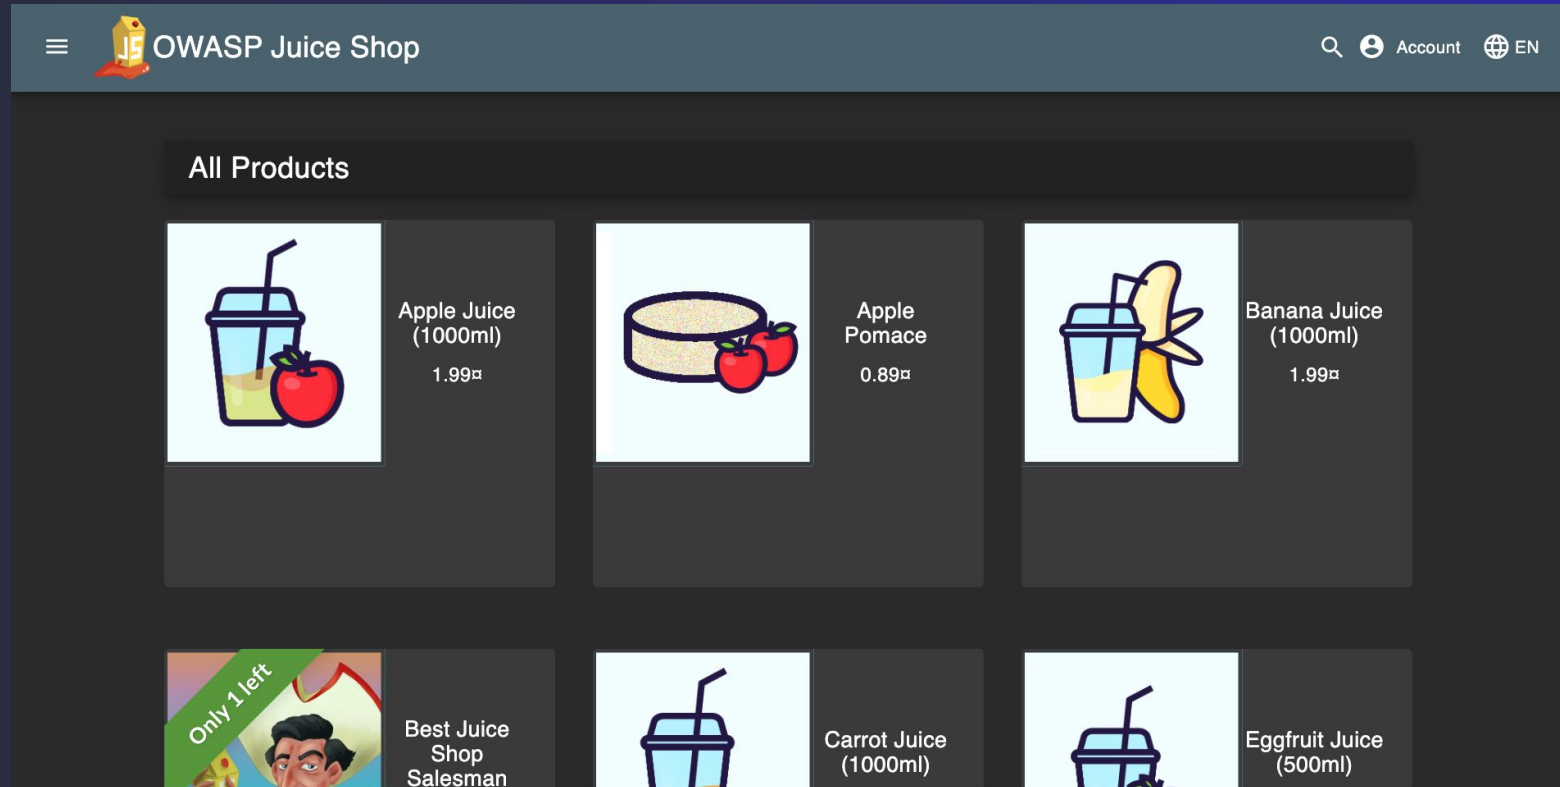 JS OWASP Juice Shop
Account
EN
All Products
Apple Juice
(1000ml)
1.99¤
Apple
Pomace
0.89¤
Banana Juice
(1000ml)
1.99¤
Only 1 left
Best Juice
Shop
Salesman
Carrot Juice
(1000ml)
Eggfruit Juice
(500ml)